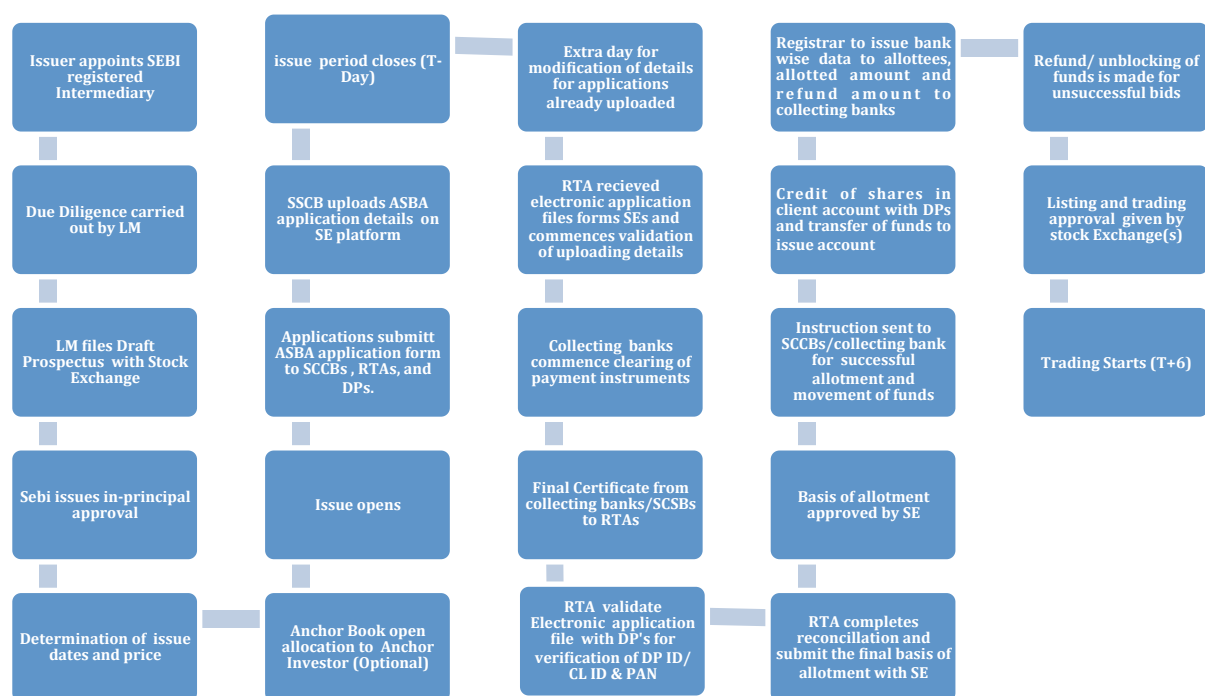 Issuer appoints SEBI
registered
Intermediary
Due Diligence carried
out by LM
LM files Draft
Prospectus with Stock
Exchange
Sebi issues in-principal
approval
Determination of issue
dates and price
Anchor Book open
allocation to Anchor
Investor (Optional)
Issue opens
Applications submitt
ASBA application form
to SCCBs , RTAs, and
DPs.
SSCB uploads ASBA
application details on
SE platform
issue period closes (T-
Day)
Extra day for
modification of details
for applications
already uploaded
RTA recieved
electronic application
files forms SEs and
commences validation
of uploading details
Collecting banks
commence clearing of
payment instruments
Final Certificate from
collecting banks/SCSBs
to RTAs
RTA validate
Electronic application
file with DP's for
verification of DP ID/
CL ID & PAN
RTA completes
reconcillation and
submit the final basis of
allotment with SE
Basis of allotment
approved by SE
Instruction sent to
SCCBs/collecting bank
for successful
allotment and
movement of funds
Credit of shares in
client account with DPs
and transfer of funds to
issue account
Registrar to issue bank
wise data to allottees,
allotted amount and
refund amount to
collecting banks
Refund/ unblocking of
funds is made for
unsuccessful bids
Listing and trading
approval given by
stock Exchange(s)
Trading Starts (T+6)